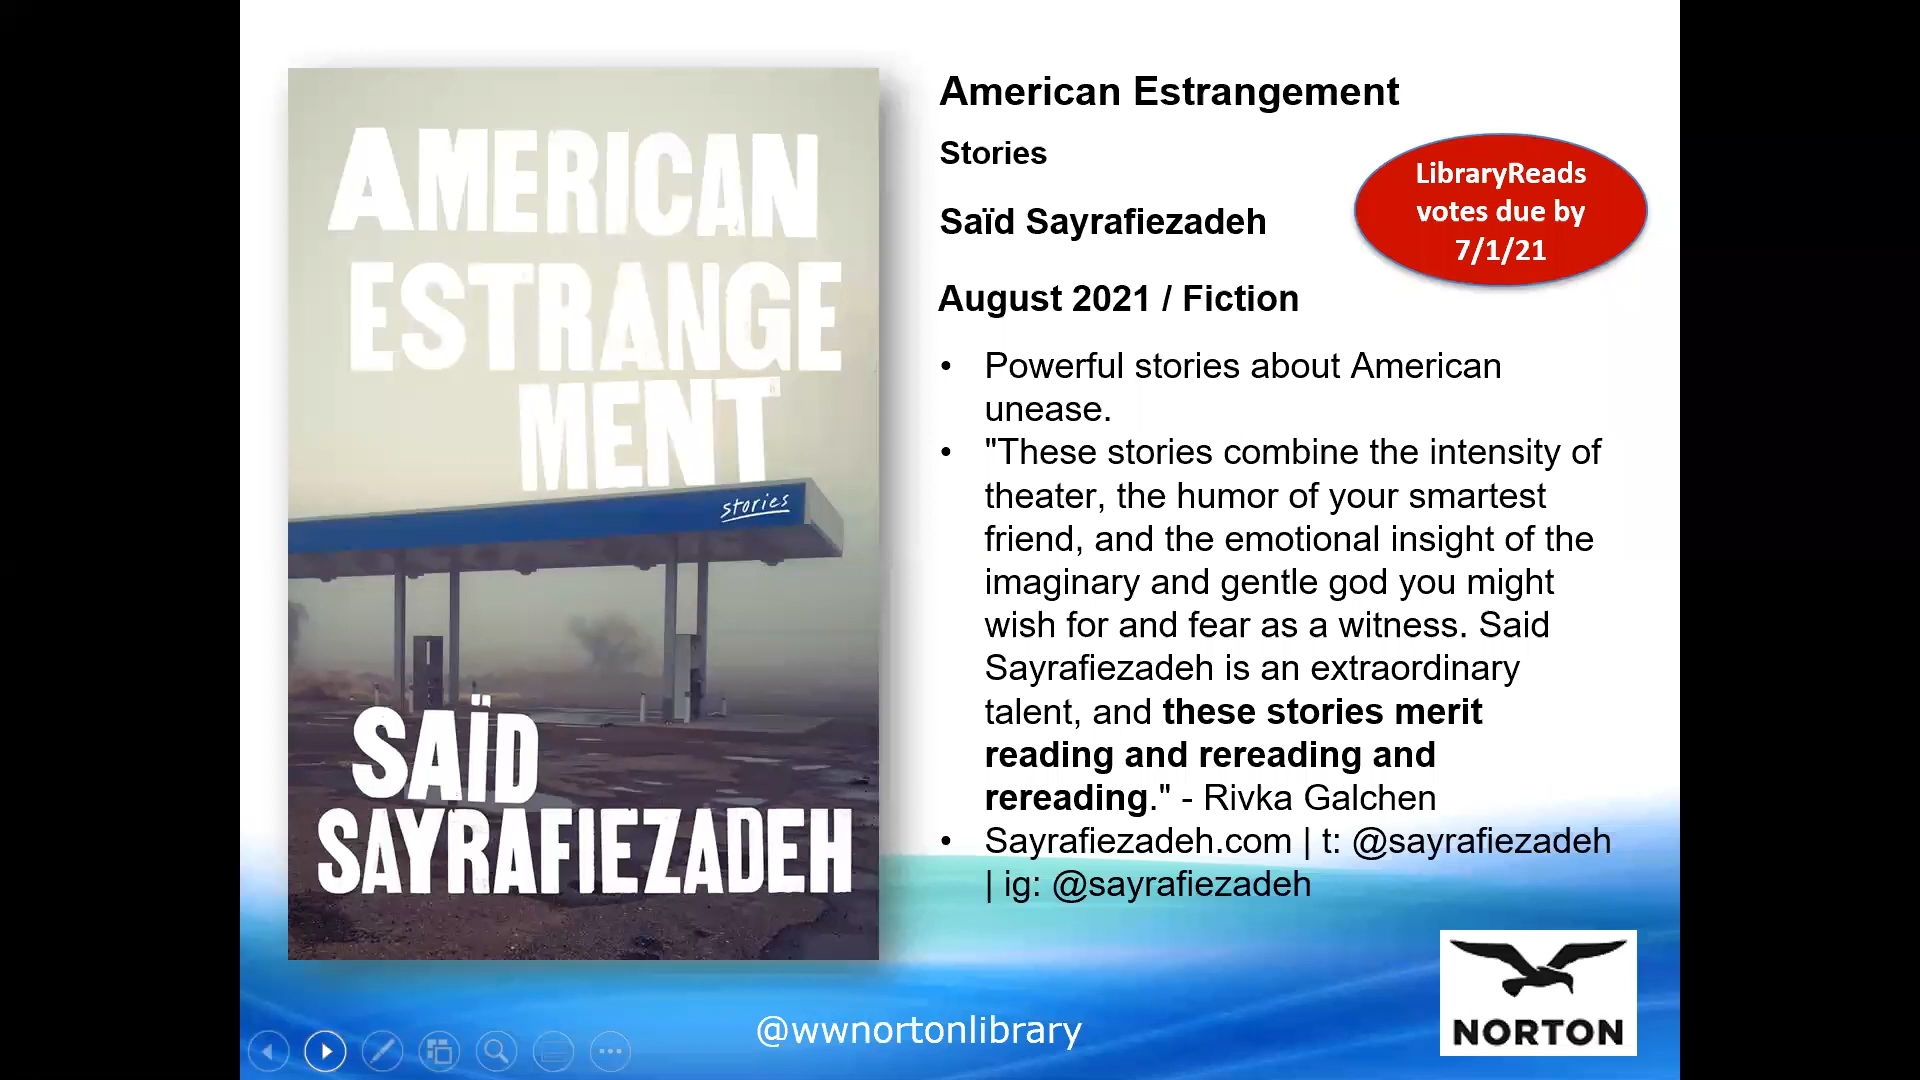 AMERICAN
ESTRANGE
MENT
stories
SAÏD
SAYRAFIEZADEH
American Estrangement
Stories
Saïd Sayrafiezadeh
August 2021 / Fiction
LibraryReads
votes due by
7/1/21
• Powerful stories about American
unease.
• "These stories combine the intensity of
theater, the humor of your smartest
friend, and the emotional insight of the
imaginary and gentle god you might
wish for and fear as a witness. Said
Sayrafiezadeh is an extraordinary
talent, and these stories merit
reading and rereading and
rereading." - Rivka Galchen
• Sayrafiezadeh.com | t: @sayrafiezadeh
| ig: @sayrafiezadeh
@wwnortonlibrary
NORTON